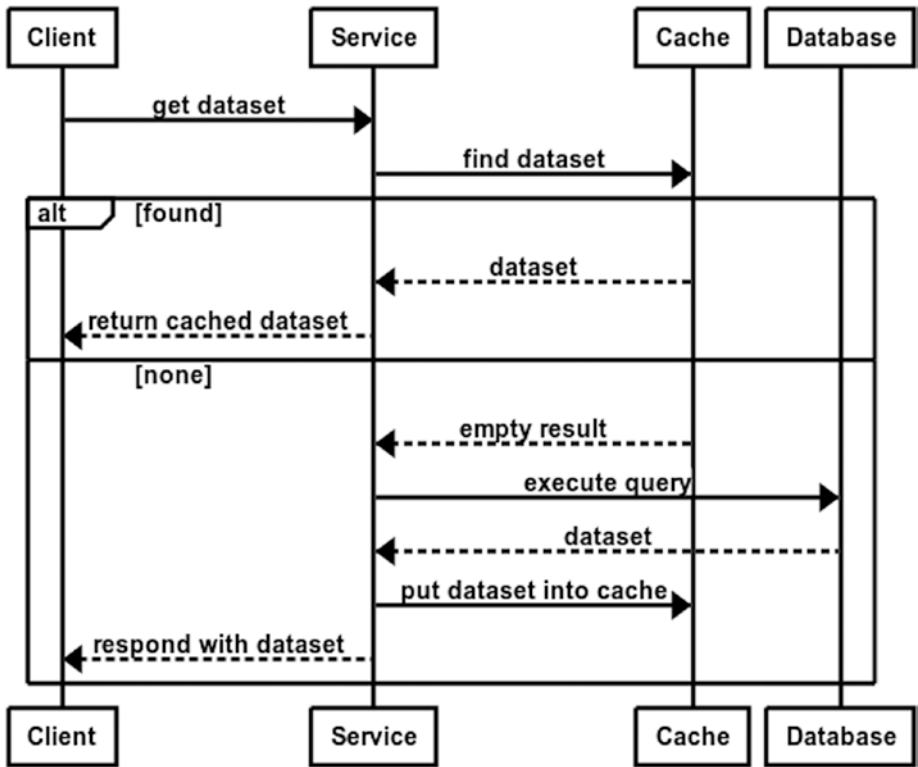 Client Service Cache Database
get dataset
find dataset
alt [found]
dataset
return cached dataset
[none]
empty result
execute query
dataset
put dataset into cache
respond with dataset
Client Service Cache Database